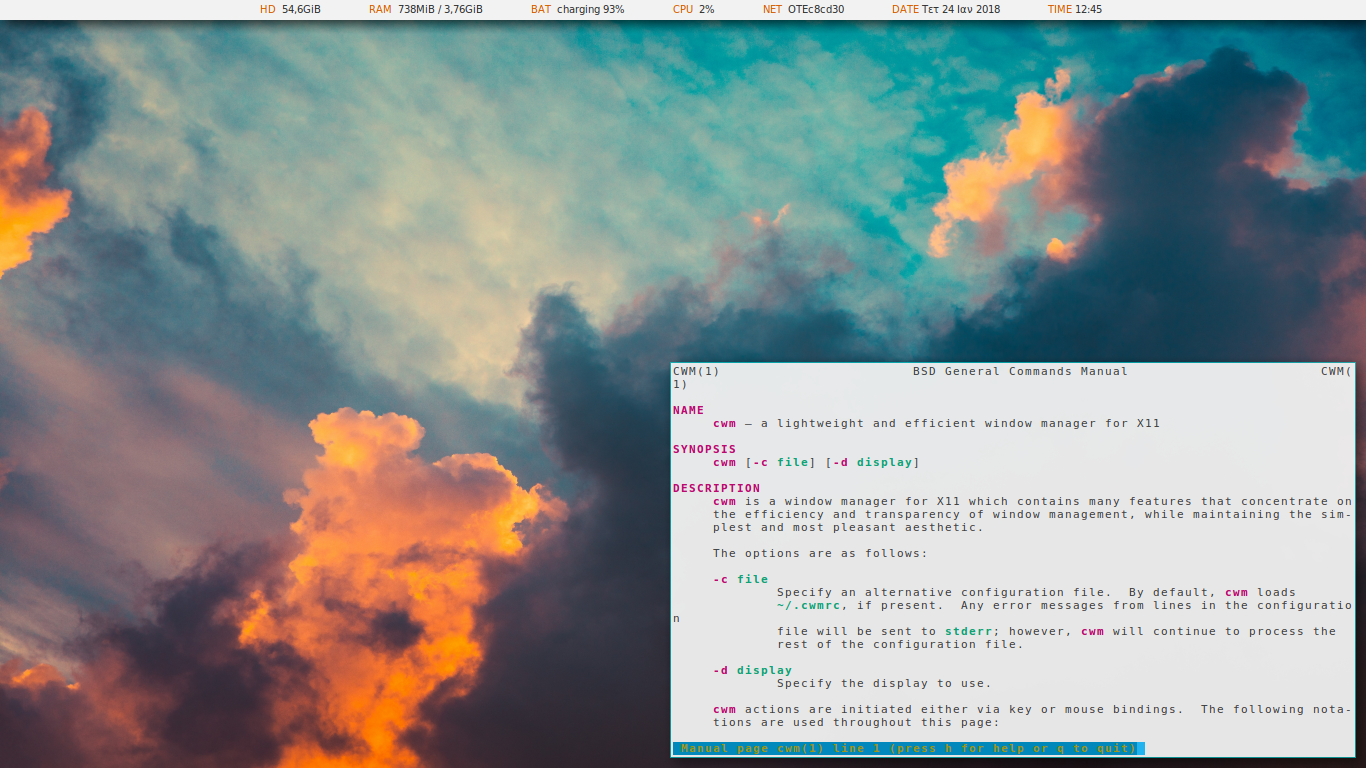 HD 54,6GiB RAM 738MiB / 3,76GiB BAT charging 93% CPU 2% NET OTEc8cd30 DATE Τετ 24 Ιαν 2018 TIME 12:45
CWM(1) BSD General Commands Manual CWM(
1)
NAME
cwm — a lightweight and efficient window manager for X11
SYNOPSIS
cwm [-c file] [-d display]
DESCRIPTION
cwm is a window manager for X11 which contains many features that concentrate on
the efficiency and transparency of window management, while maintaining the sim-
plest and most pleasant aesthetic.
The options are as follows:
-c file
Specify an alternative configuration file.  By default, cwm loads
~/.cwmrc, if present.  Any error messages from lines in the configuratio
n
file will be sent to stderr; however, cwm will continue to process the
rest of the configuration file.
-d display
Specify the display to use.
cwm actions are initiated either via key or mouse bindings.  The following nota-
tions are used throughout this page:
Manual page cwm(1) line 1 (press h for help or q to quit)